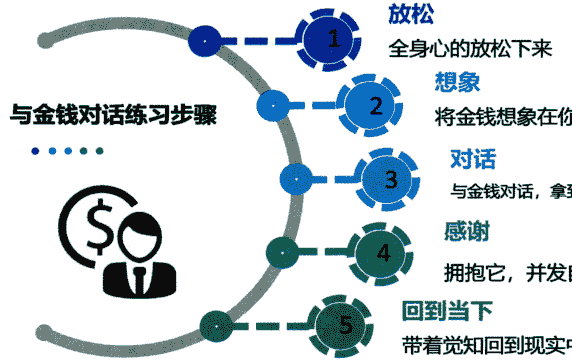 与金钱对话练习步骤
$
1
放松
全身心的放松下来
2
想象
将金钱想象在
3
对话
与金钱对话，拿
4
感谢
拥抱它，并发
5
回到当下
带着觉知回到现实